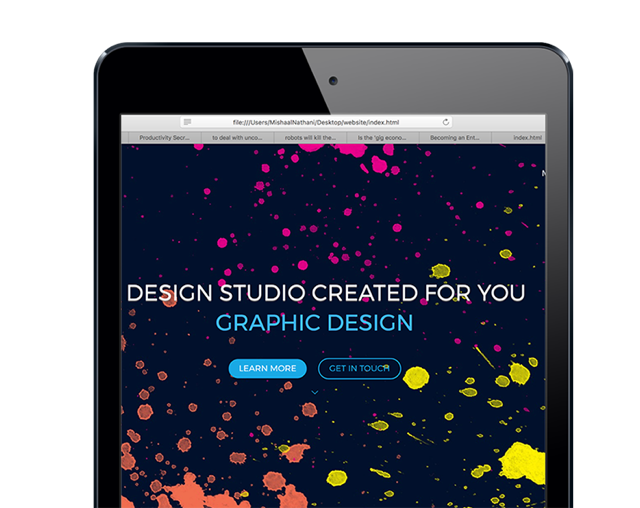 file:///Users/MishaalNathani/Desktop/website/index.html
Productivity Secr... to deal with unco... robots will kill the... Is the 'gig econo... Becoming an Ent... index.html
N
DESIGN STUDIO CREATED FOR YOU
GRAPHIC DESIGN
LEARN MORE GET IN TOUCH